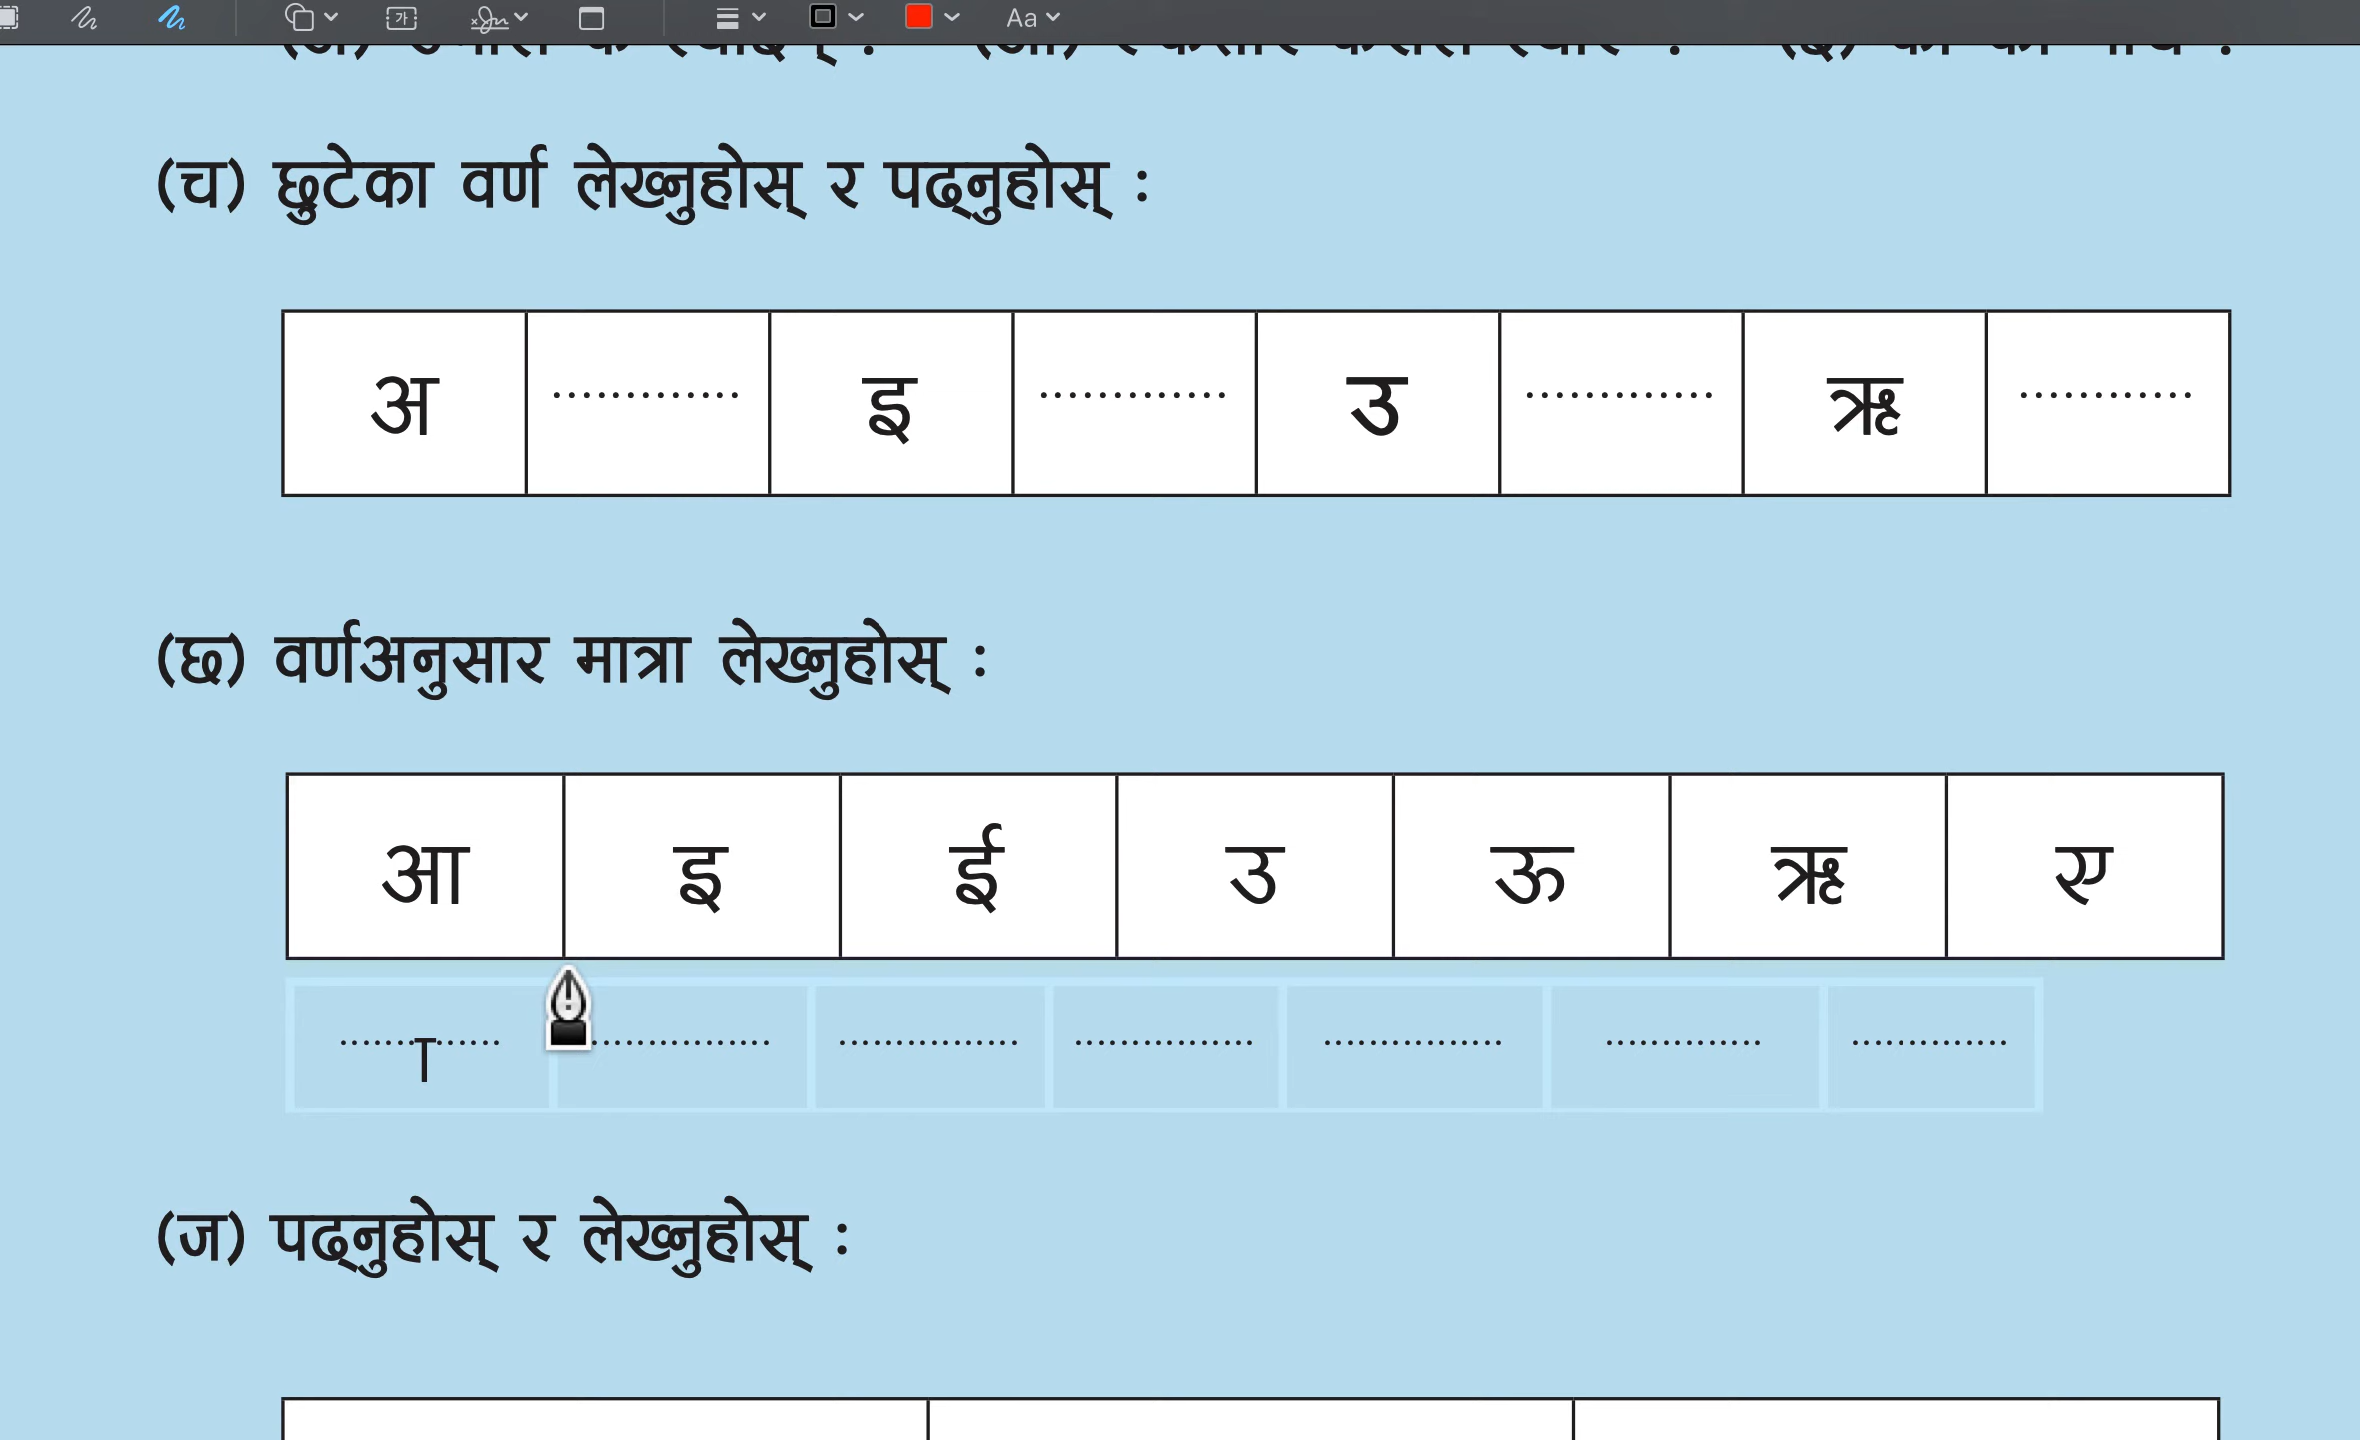 Aa
(च) छुटेका वर्ण लेख्नुहोस् र पढ्नुहोस् :
अ ............. इ ............. उ ............. ऋ ............
(छ) वर्णअनुसार मात्रा लेख्नुहोस् :
आ इ ई उ ऊ ऋ ए
......ा...... ............. ............. ............. ............. ............ ............
(ज) पढ्नुहोस् र लेख्नुहोस् :